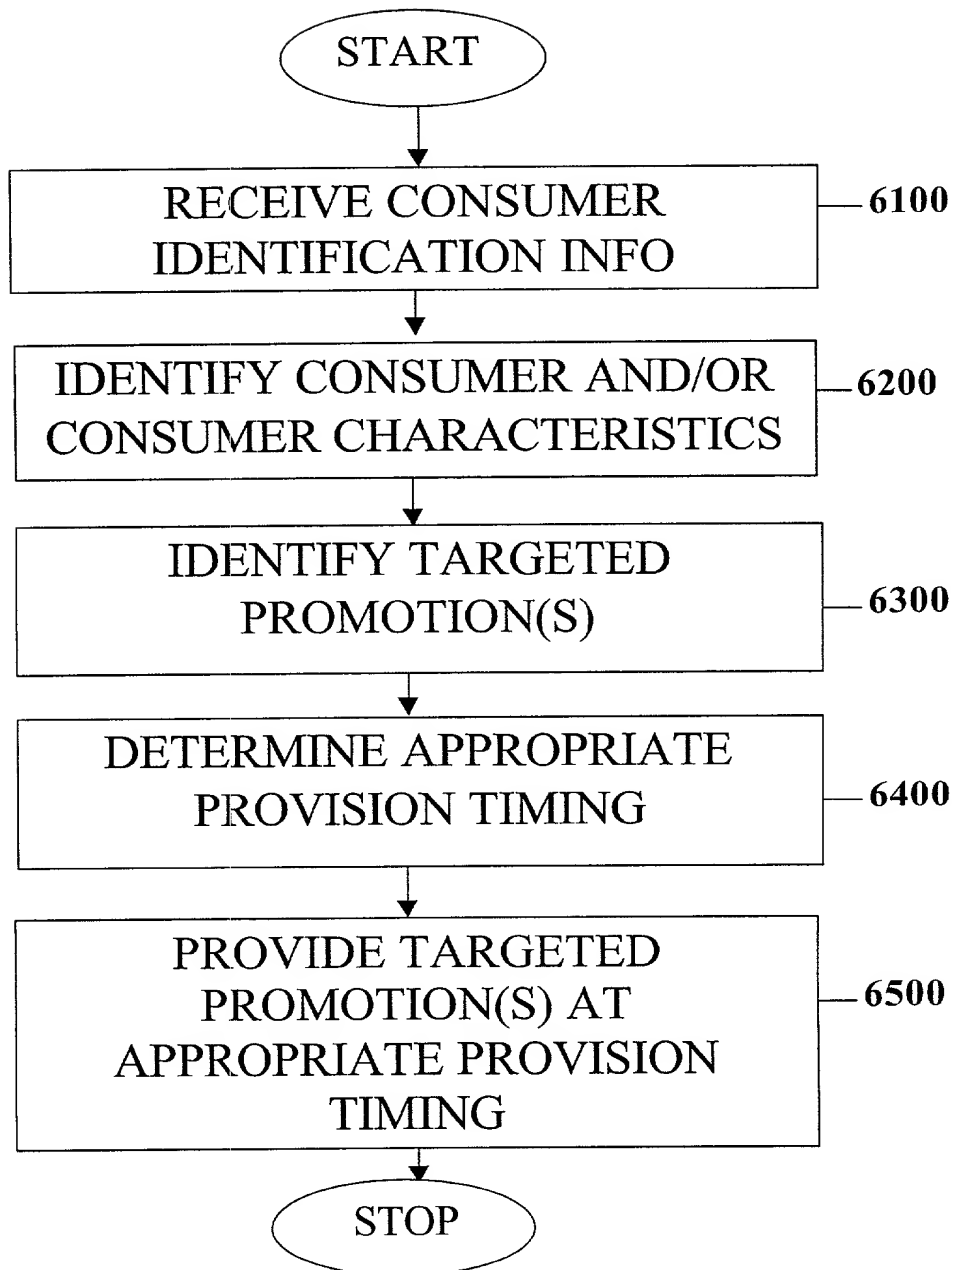 START
RECEIVE CONSUMER
IDENTIFICATION INFO
6100
IDENTIFY CONSUMER AND/OR
CONSUMER CHARACTERISTICS
6200
IDENTIFY TARGETED
PROMOTION(S)
6300
DETERMINE APPROPRIATE
PROVISION TIMING
6400
PROVIDE TARGETED
PROMOTION(S) AT
APPROPRIATE PROVISION
TIMING
6500
STOP